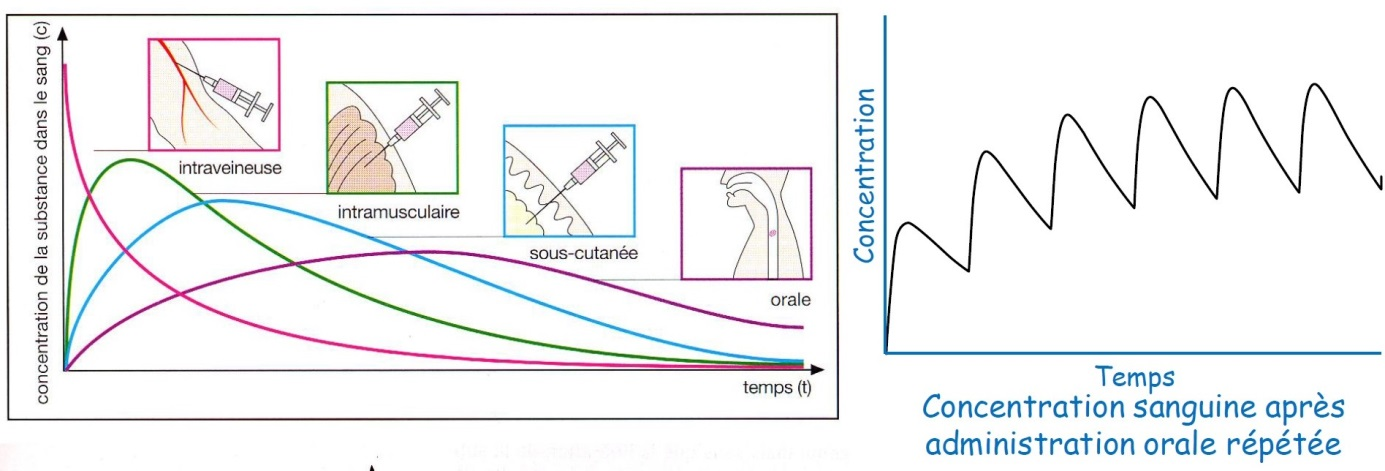 concentration de la substance dans le sang (c)
intraveineuse
intramusculaire
sous-cutanée
orale
temps (t)
Concentration
Temps
Concentration sanguine après
administration orale répétée